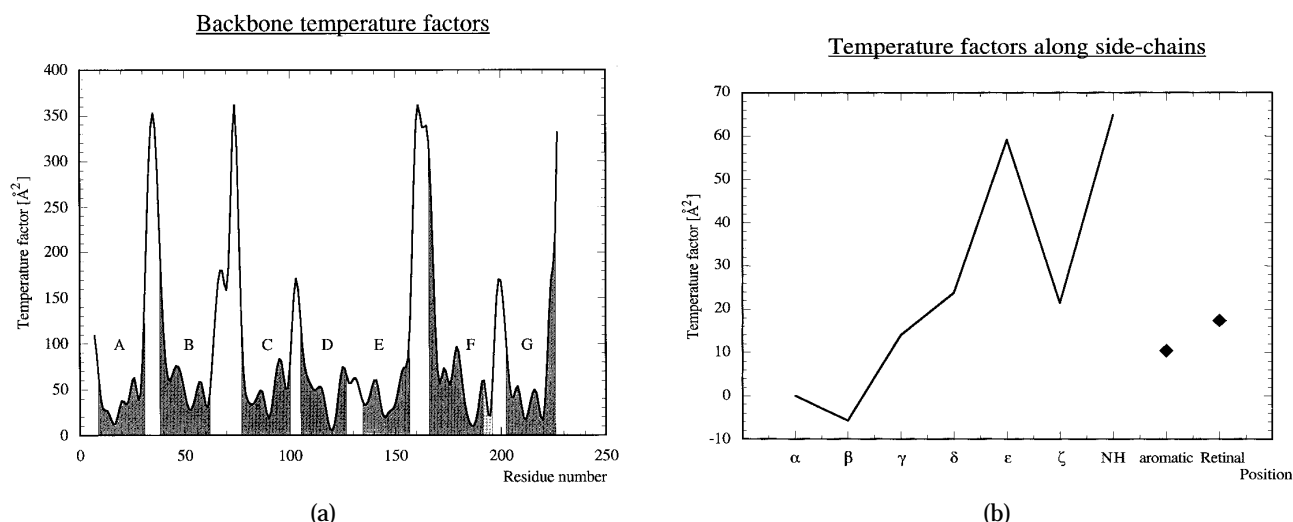 Backbone temperature factors
Temperature factor [Å²]
400
350
300
250
200
150
100
50
0
A B C D E F G
0 50 100 150 200 250
Residue number
(a)
Temperature factors along side-chains
Temperature factor [Å²]
70
60
50
40
30
20
10
0
-10
α β γ δ ε ζ NH aromatic Retinal
Position
(b)